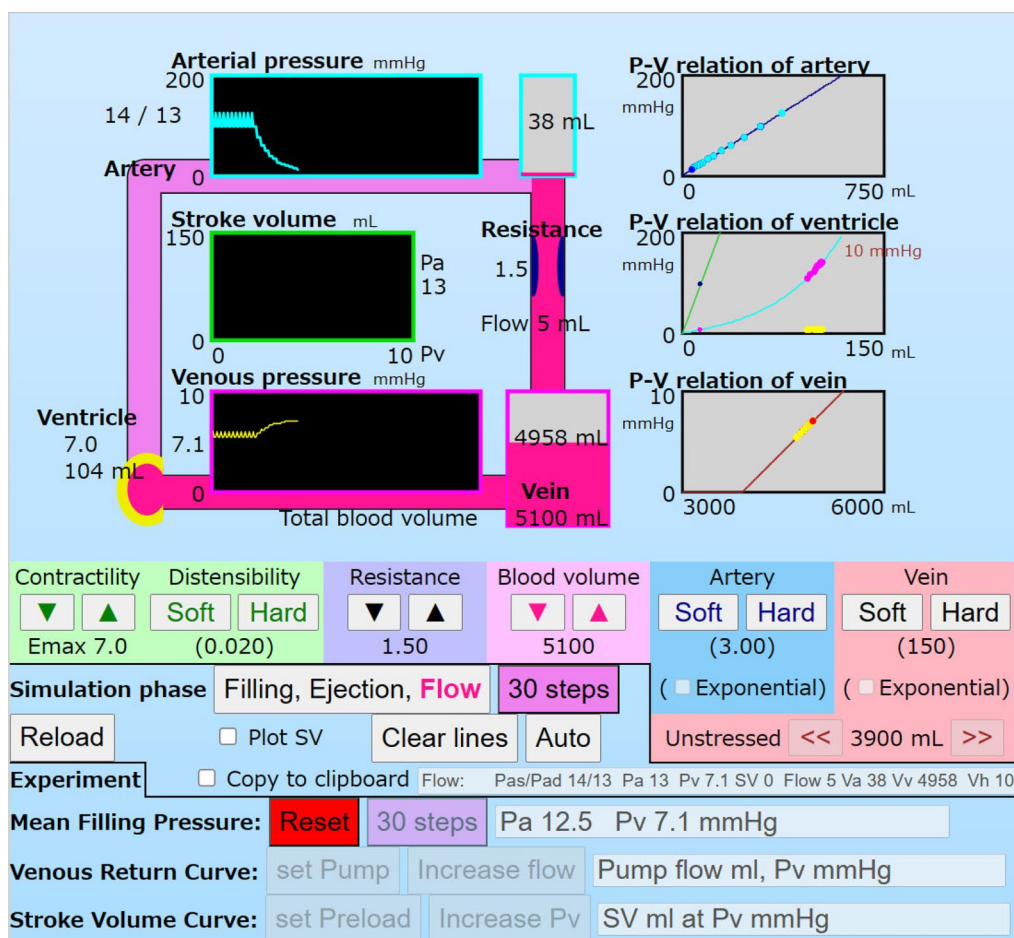 Arterial pressure mmHg
200
14 / 13
Artery
0
38 mL
P-V relation of artery
200
mmHg
0
0 750 mL
Stroke volume mL
150
0
0 10 Pv
Pa
13
Resistance
1.5
Flow 5 mL
P-V relation of ventricle
200
mmHg
10 mmHg
0
0 150 mL
Venous pressure mmHg
10
7.1
0
Ventricle
7.0
104 mL
4958 mL
Vein
Total blood volume 5100 mL
P-V relation of vein
10
mmHg
0
3000 6000 mL
Contractility Distensibility Resistance Blood volume Artery Vein
▼ ▲ Soft Hard ▼ ▲ ▼ ▲ Soft Hard Soft Hard
Emax 7.0 (0.020) 1.50 5100 (3.00) (150)
Simulation phase Filling, Ejection, Flow 30 steps ( Exponential) ( Exponential)
Reload Plot SV Clear lines Auto Unstressed << 3900 mL >>
Experiment Copy to clipboard Flow: Pas/Pad 14/13 Pa 13 Pv 7.1 SV 0 Flow 5 Va 38 Vv 4958 Vh 10
Mean Filling Pressure: Reset 30 steps Pa 12.5 Pv 7.1 mmHg
Venous Return Curve: set Pump Increase flow Pump flow ml, Pv mmHg
Stroke Volume Curve: set Preload Increase Pv SV ml at Pv mmHg